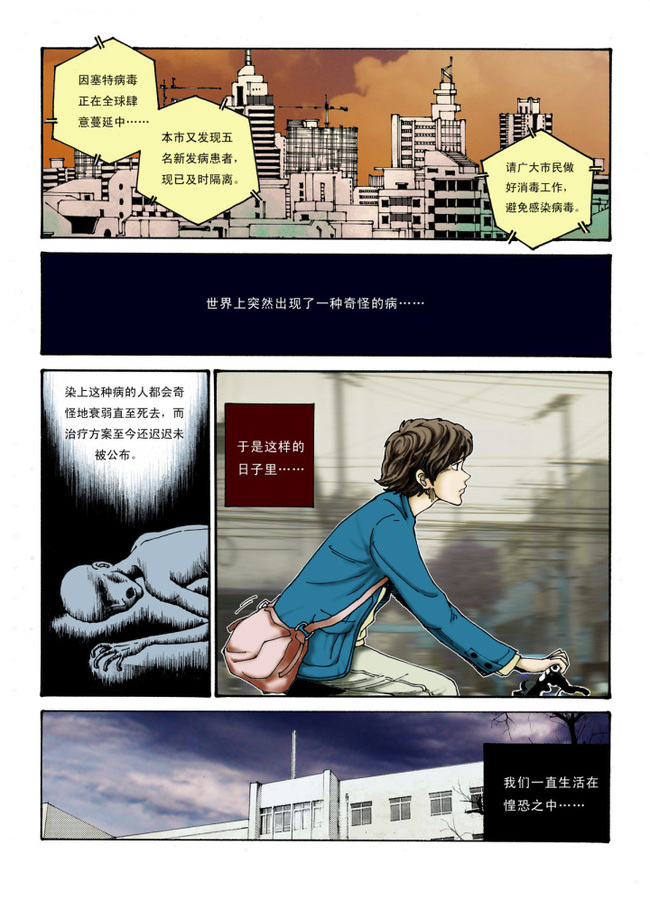 因塞特病毒
正在全球肆
意蔓延中……
本市又发现五
名新发病患者，
现已及时隔离。
请广大市民做
好消毒工作，
避免感染病毒。
世界上突然出现了一种奇怪的病……
染上这种病的人都会奇
怪地衰弱直至死去，而
治疗方案至今还迟迟未
被公布。
于是这样的
日子里……
我们一直生活在
惶恐之中……